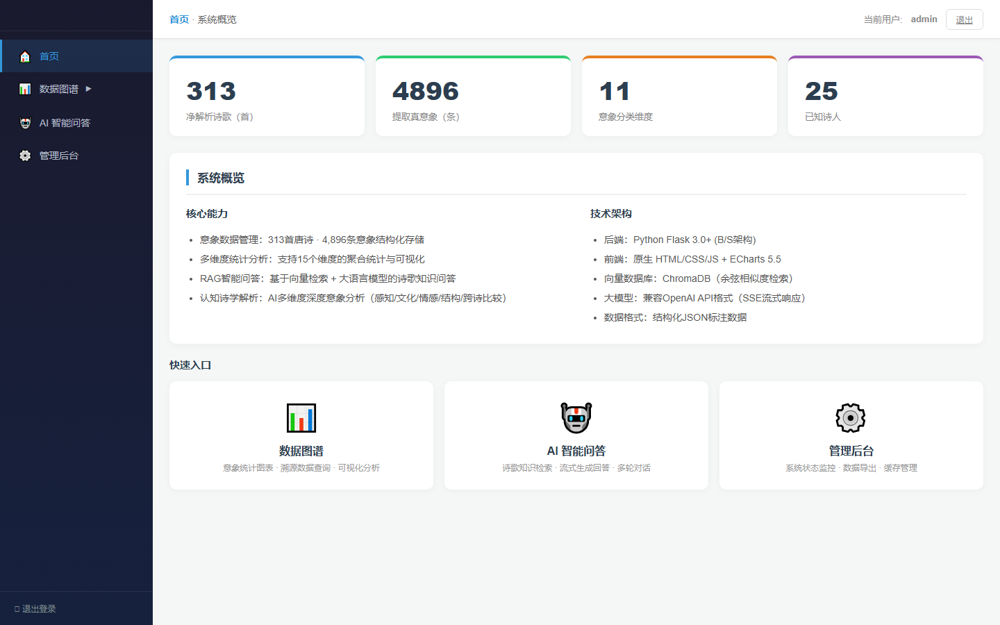 首页
数据图谱 ▶
AI 智能问答
管理后台
退出登录
首页 · 系统概览
当前用户: admin 退出
313
净解析诗歌（首）
4896
提取真意象（条）
11
意象分类维度
25
已知诗人
系统概览
核心能力
• 意象数据管理：313首唐诗 · 4,896条意象结构化存储
• 多维度统计分析：支持15个维度的聚合统计与可视化
• RAG智能问答：基于向量检索 + 大语言模型的诗歌知识问答
• 认知诗学解析：AI多维度深度意象分析（感知/文化/情感/结构/跨诗比较）
技术架构
• 后端：Python Flask 3.0+ (B/S架构)
• 前端：原生 HTML/CSS/JS + ECharts 5.5
• 向量数据库：ChromaDB（余弦相似度检索）
• 大模型：兼容OpenAI API格式（SSE流式响应）
• 数据格式：结构化JSON标注数据
快速入口
数据图谱
意象统计图表 · 溯源数据查询 · 可视化分析
AI 智能问答
诗歌知识检索 · 流式生成回答 · 多轮对话
管理后台
系统状态监控 · 数据导出 · 缓存管理